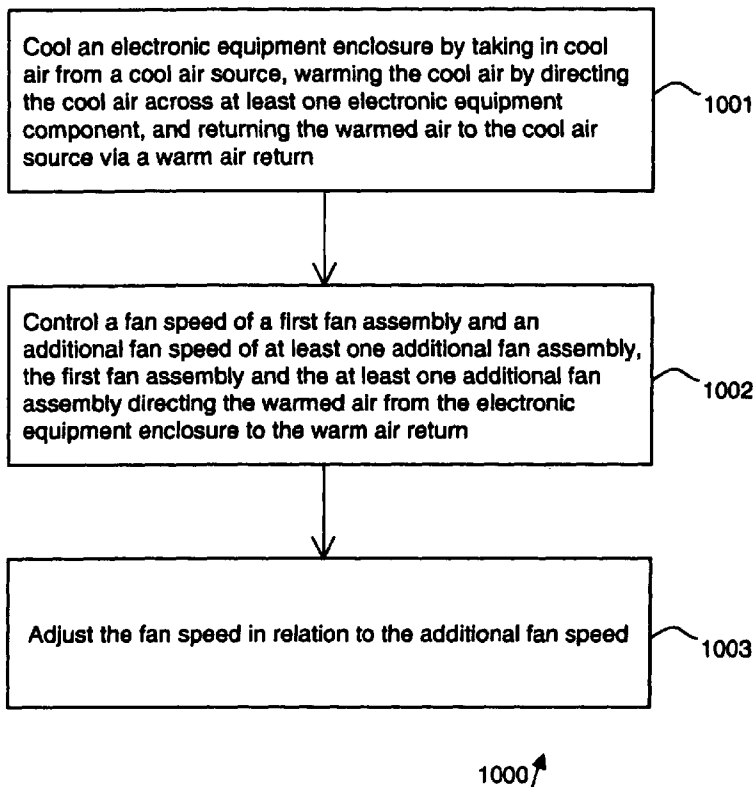 Cool an electronic equipment enclosure by taking in cool
air from a cool air source, warming the cool air by directing
the cool air across at least one electronic equipment
component, and returning the warmed air to the cool air
source via a warm air return
1001
Control a fan speed of a first fan assembly and an
additional fan speed of at least one additional fan assembly,
the first fan assembly and the at least one additional fan
assembly directing the warmed air from the electronic
equipment enclosure to the warm air return
1002
Adjust the fan speed in relation to the additional fan speed
1003
1000